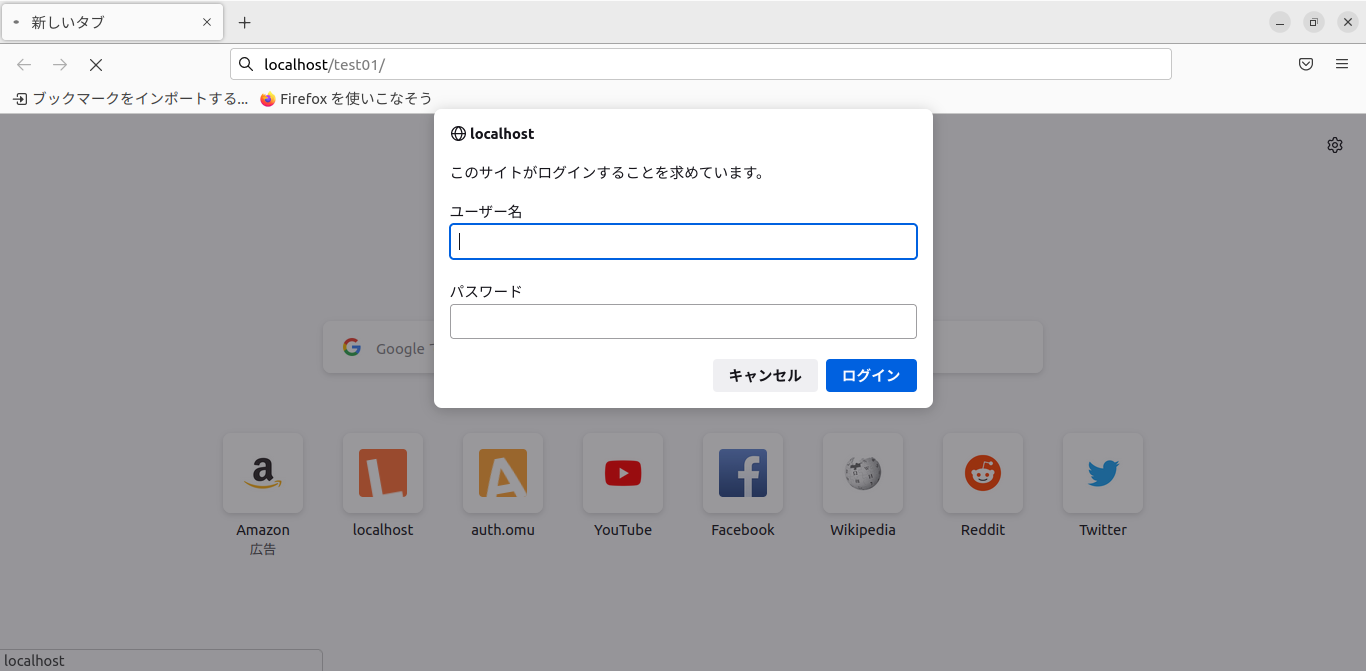 新しいタブ
localhost/test01/
ブックマークをインポートする...
Firefox を使いこなそう
localhost
このサイトがログインすることを求めています。
ユーザー名
パスワード
Google
キャンセル
ログイン
Amazon
広告
localhost
auth.omu
YouTube
Facebook
Wikipedia
Reddit
Twitter
localhost